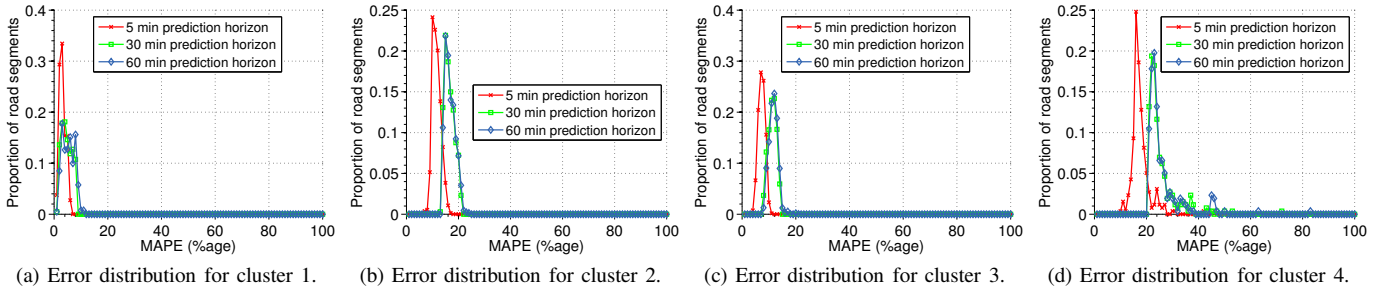 0.4
0.3
0.2
0.1
0
0 20 40 60 80 100
Proportion of road segments
MAPE (%age)
5 min prediction horizon
30 min prediction horizon
60 min prediction horizon
(a) Error distribution for cluster 1.
0.25
0.2
0.15
0.1
0.05
0
0 20 40 60 80 100
Proportion of road segments
MAPE (%age)
5 min prediction horizon
30 min prediction horizon
60 min prediction horizon
(b) Error distribution for cluster 2.
0.4
0.3
0.2
0.1
0
0 20 40 60 80 100
Proportion of road segments
MAPE (%age)
5 min prediction horizon
30 min prediction horizon
60 min prediction horizon
(c) Error distribution for cluster 3.
0.25
0.2
0.15
0.1
0.05
0
0 20 40 60 80 100
Proportion of road segments
MAPE (%age)
5 min prediction horizon
30 min prediction horizon
60 min prediction horizon
(d) Error distribution for cluster 4.